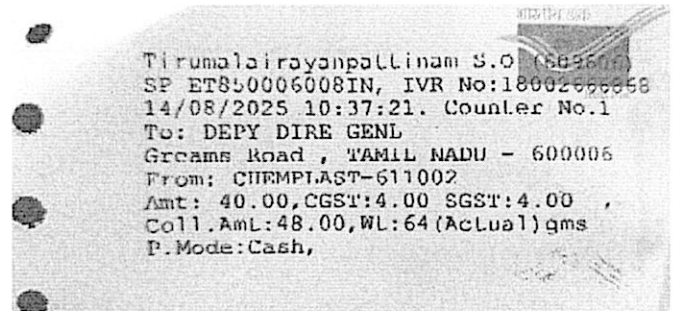 Tirumalairayanpattinam S.O (609606)
SP ET850006008IN, IVR No:18002666868
14/08/2025 10:37:21. Counter No.1
To: DEPY DIRE GENL
Greams Road , TAMIL NADU - 600006
From: CHEMPLAST-611002
Amt: 40.00,CGST:4.00 SGST:4.00 ,
Coll.Amt:48.00,Wt:64(Actual)gms
P.Mode:Cash,